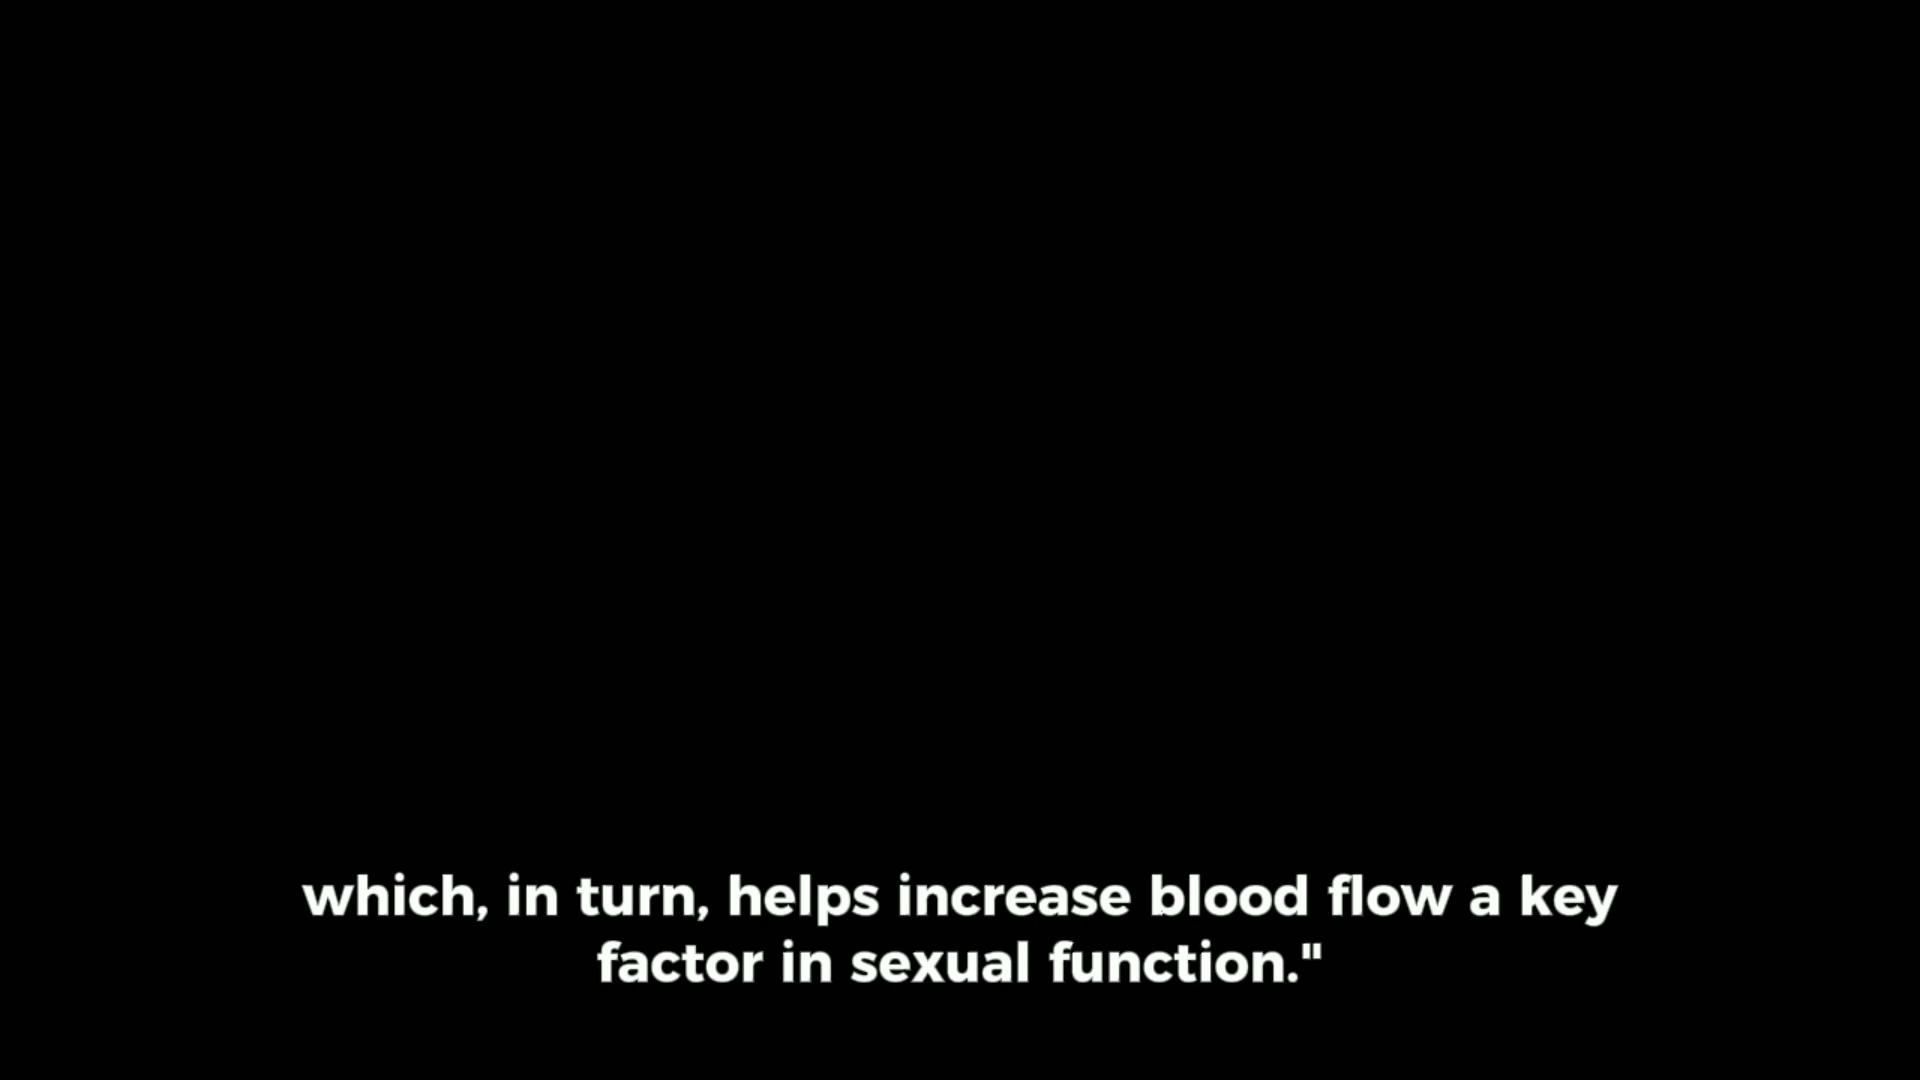 which, in turn, helps increase blood flow a key
factor in sexual function."